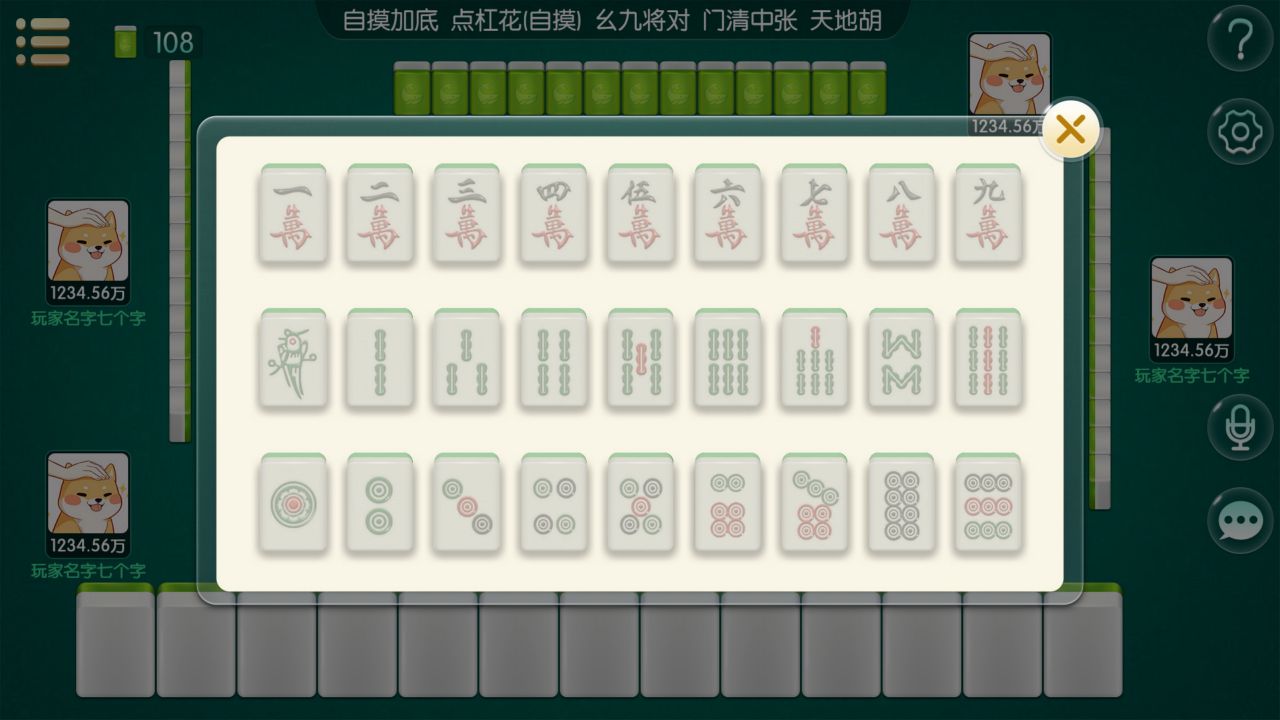 自摸加底 点杠花(自摸) 幺九将对 门清中张 天地胡
108
1234.56万
1234.56万
玩家名字七个字
1234.56万
玩家名字七个字
1234.56万
玩家名字七个字
一萬 二萬 三萬 四萬 伍萬 六萬 七萬 八萬 九萬